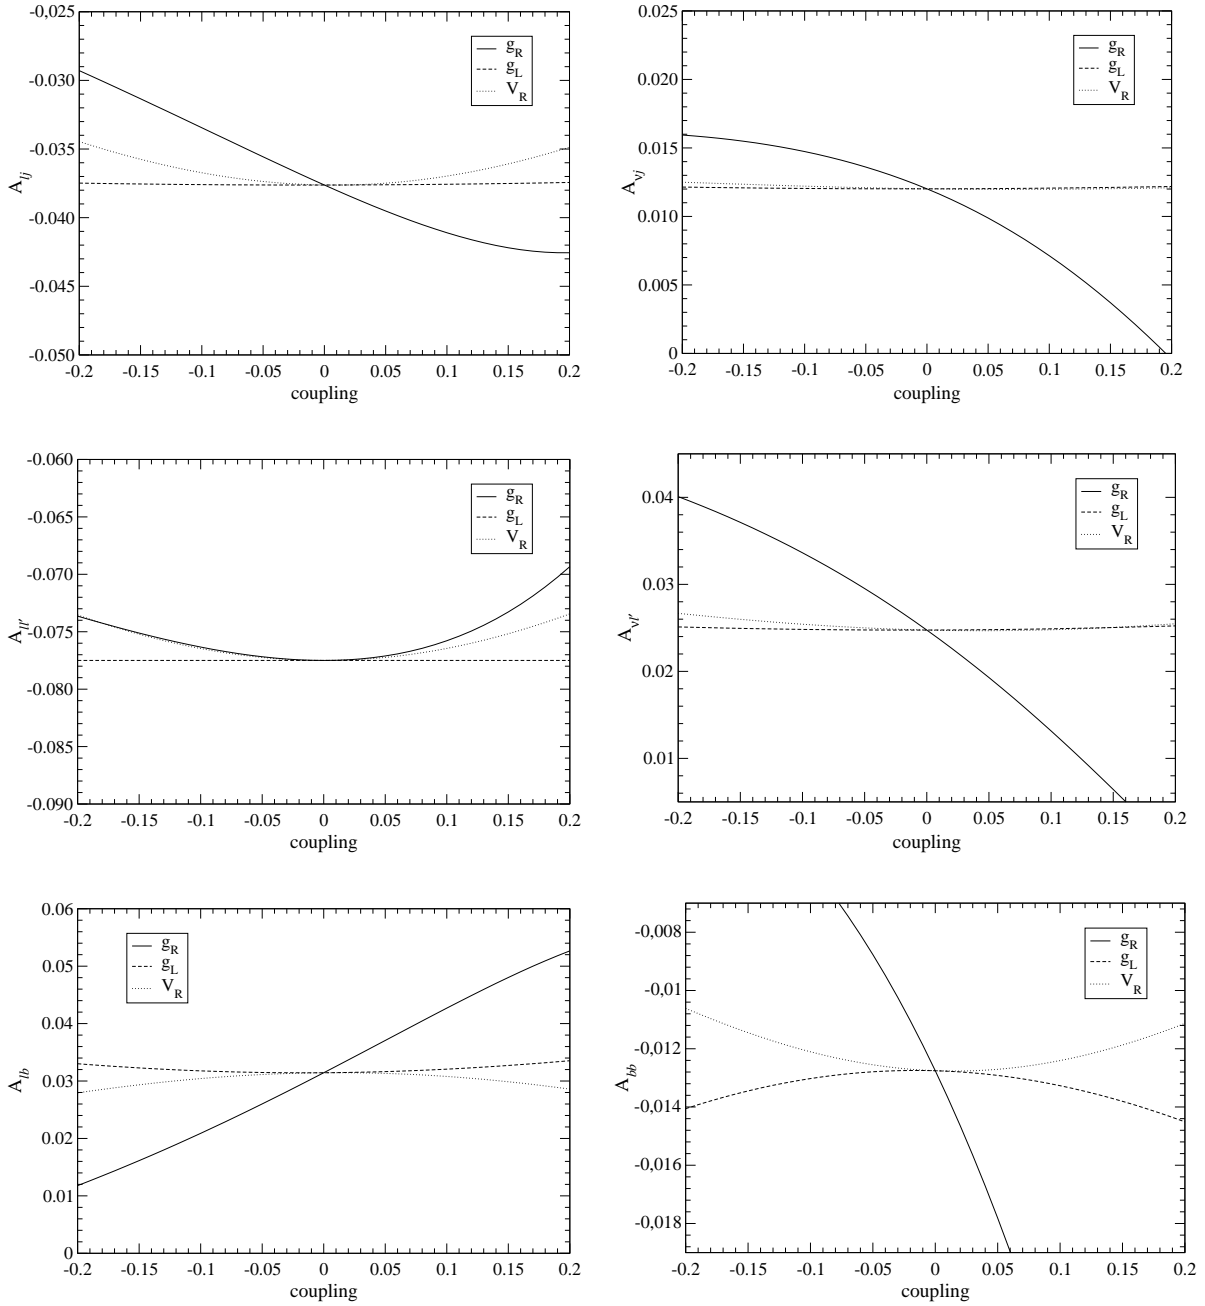 -0.025
-0.030
-0.035
-0.040
-0.045
-0.050
A_lj
g_R
g_L
V_R
-0.2 -0.15 -0.1 -0.05 0 0.05 0.1 0.15 0.2
coupling
0.025
0.020
0.015
0.010
0.005
0
A_νj
g_R
g_L
V_R
-0.2 -0.15 -0.1 -0.05 0 0.05 0.1 0.15 0.2
coupling
-0.060
-0.065
-0.070
-0.075
-0.080
-0.085
-0.090
A_ll'
g_R
g_L
V_R
-0.2 -0.15 -0.1 -0.05 0 0.05 0.1 0.15 0.2
coupling
0.04
0.03
0.02
0.01
A_νl'
g_R
g_L
V_R
-0.2 -0.15 -0.1 -0.05 0 0.05 0.1 0.15 0.2
coupling
0.06
0.05
0.04
0.03
0.02
0.01
0
A_lb
g_R
g_L
V_R
-0.2 -0.15 -0.1 -0.05 0 0.05 0.1 0.15 0.2
coupling
-0,008
-0,01
-0,012
-0,014
-0,016
-0,018
A_bb
g_R
g_L
V_R
-0.2 -0.15 -0.1 -0.05 0 0.05 0.1 0.15 0.2
coupling